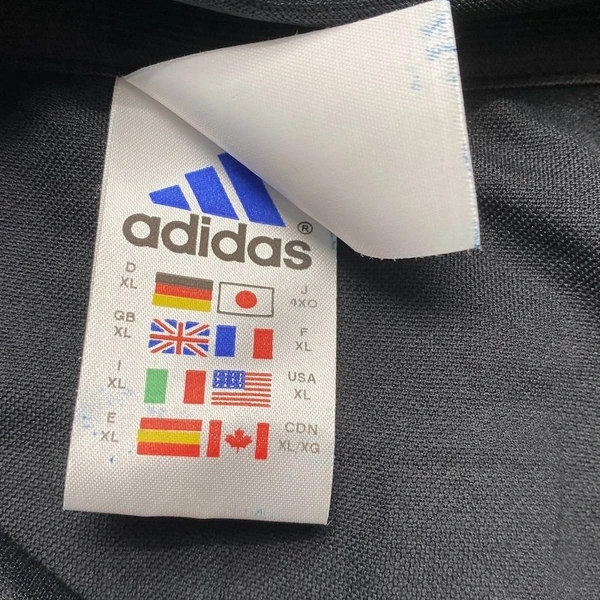 adidas®
D J
XL 4XO
GB F
XL XL
I USA
XL XL
E CDN
XL XL/XG